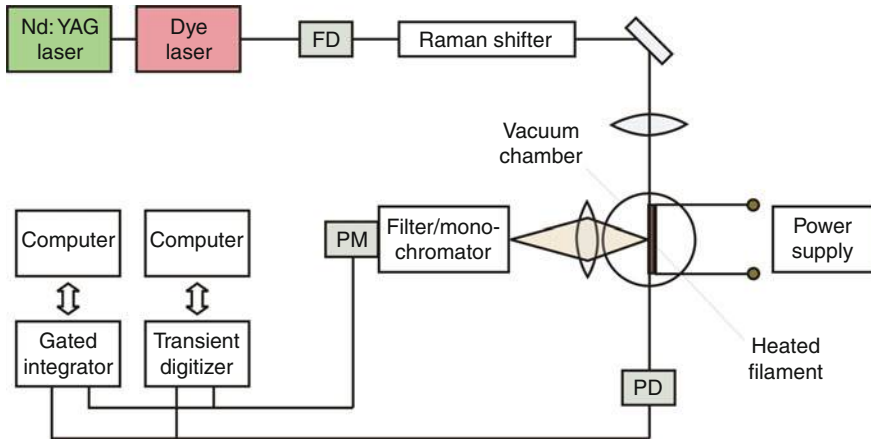 Nd:YAG
laser
Dye
laser
FD
Raman shifter
Vacuum
chamber
Computer
Computer
PM
Filter/mono-
chromator
Power
supply
Gated
integrator
Transient
digitizer
PD
Heated
filament